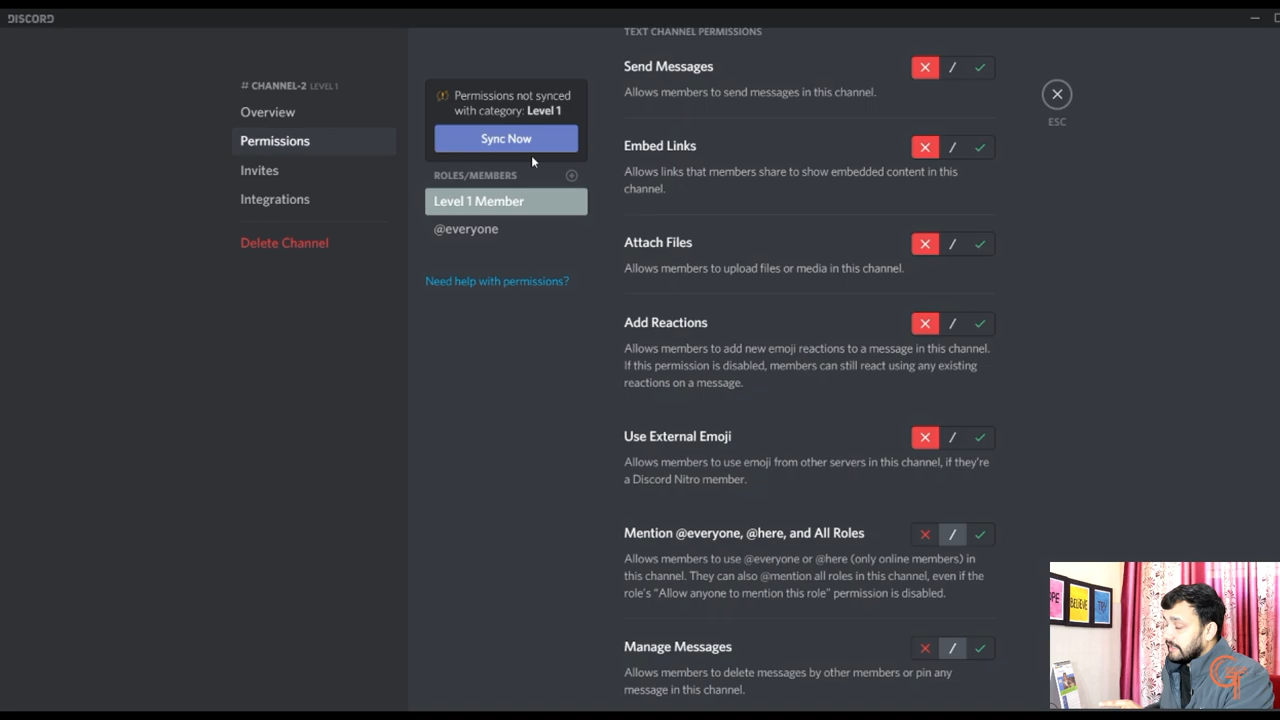 DISCORD
# CHANNEL-2 LEVEL 1
Overview
Permissions
Invites
Integrations
Delete Channel
Permissions not synced
with category: Level 1
Sync Now
ROLES/MEMBERS
Level 1 Member
@everyone
Need help with permissions?
TEXT CHANNEL PERMISSIONS
Send Messages
Allows members to send messages in this channel.
Embed Links
Allows links that members share to show embedded content in this
channel.
Attach Files
Allows members to upload files or media in this channel.
Add Reactions
Allows members to add new emoji reactions to a message in this channel.
If this permission is disabled, members can still react using any existing
reactions on a message.
Use External Emoji
Allows members to use emoji from other servers in this channel, if they're
a Discord Nitro member.
Mention @everyone, @here, and All Roles
Allows members to use @everyone or @here (only online members) in
this channel. They can also @mention all roles in this channel, even if the
role's "Allow anyone to mention this role" permission is disabled.
Manage Messages
Allows members to delete messages by other members or pin any
message in this channel.
ESC
BELIEVE